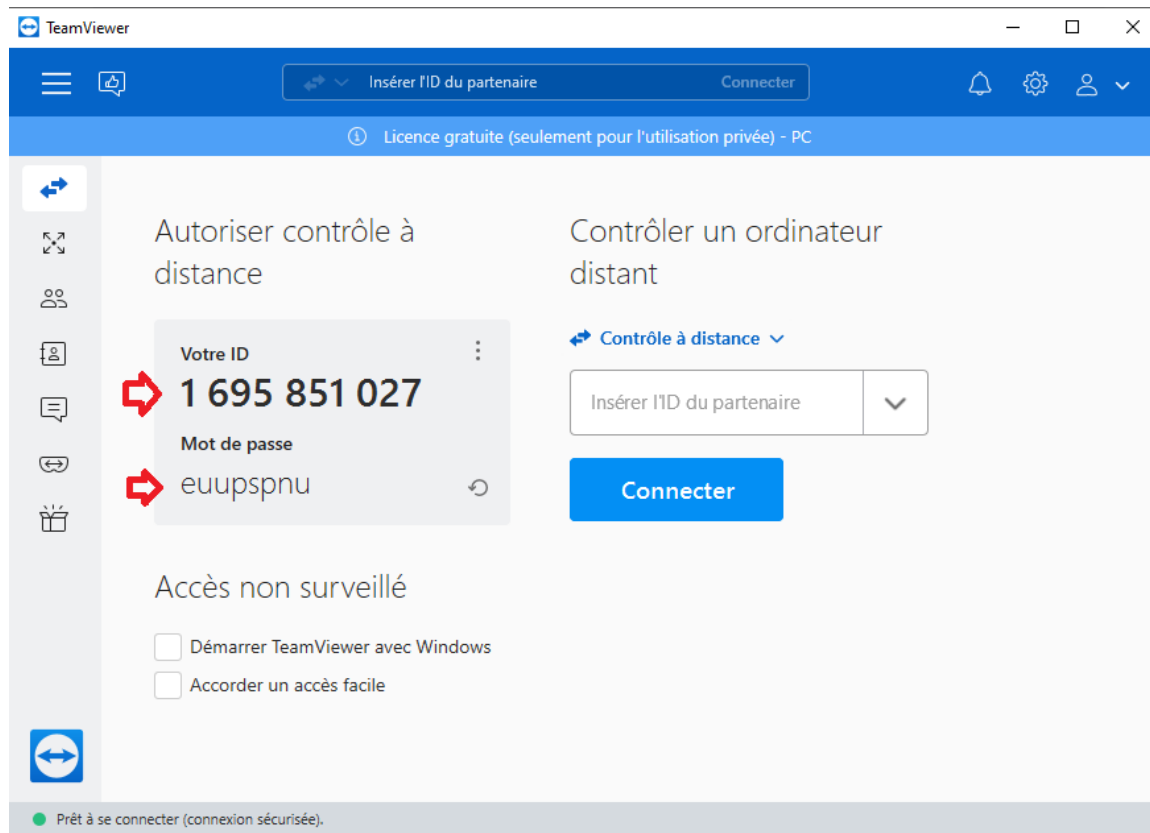 TeamViewer
Insérer l'ID du partenaire
Connecter
Licence gratuite (seulement pour l'utilisation privée) - PC
Autoriser contrôle à
distance
Votre ID
1 695 851 027
Mot de passe
euupspnu
Contrôler un ordinateur
distant
Contrôle à distance
Insérer l'ID du partenaire
Connecter
Accès non surveillé
Démarrer TeamViewer avec Windows
Accorder un accès facile
Prêt à se connecter (connexion sécurisée).